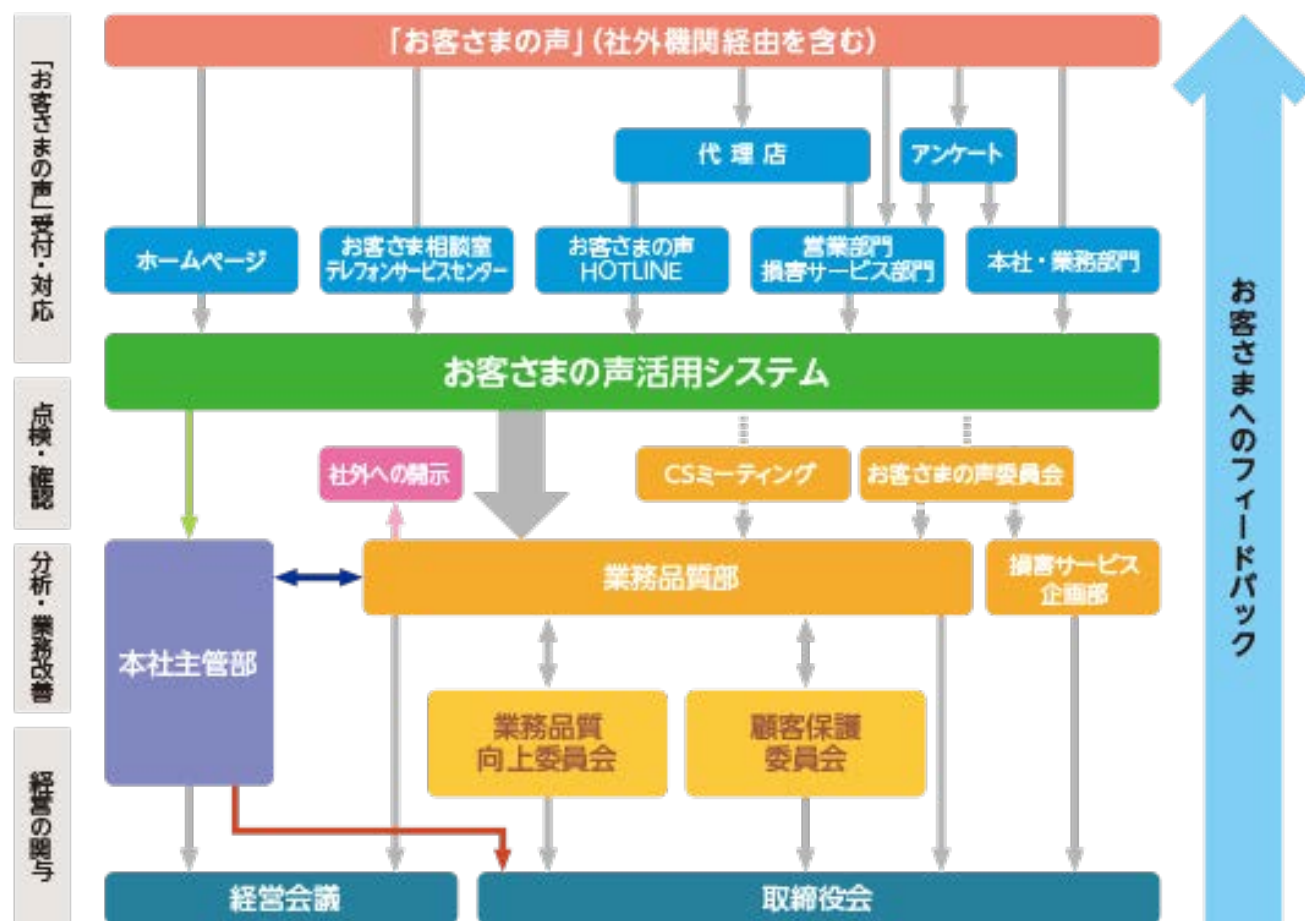 「お客さまの声」（社外機関経由を含む）
「お客さまの声」受付・対応
代理店
アンケート
ホームページ
お客さま相談室
テレフォンサービスセンター
お客さまの声
HOTLINE
営業部門
損害サービス部門
本社・業務部門
お客さまの声活用システム
点検・確認
社外への開示
CSミーティング
お客さまの声委員会
分析・業務改善
本社主管部
業務品質部
損害サービス
企画部
業務品質
向上委員会
顧客保護
委員会
経営の関与
経営会議
取締役会
お客さまへのフィードバック